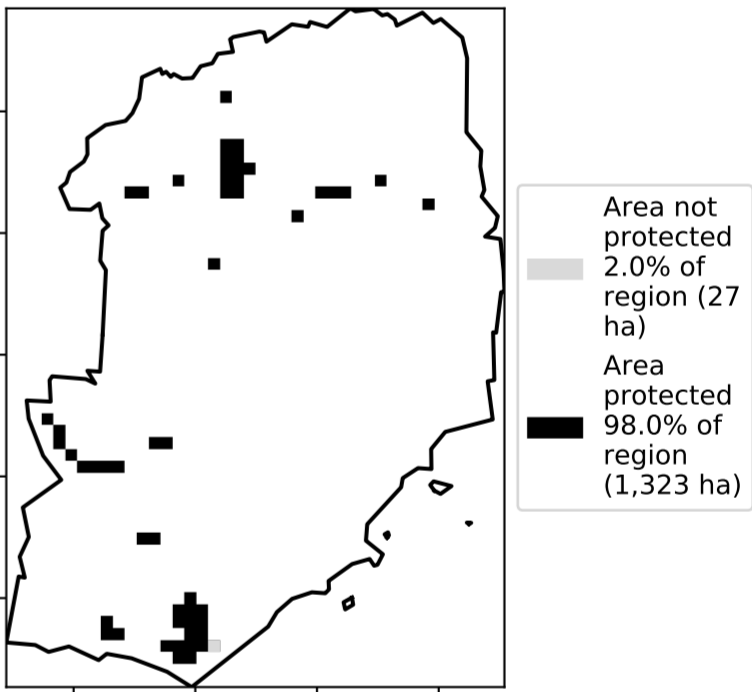 Area not
protected
2.0% of
region (27
ha)
Area
protected
98.0% of
region
(1,323 ha)